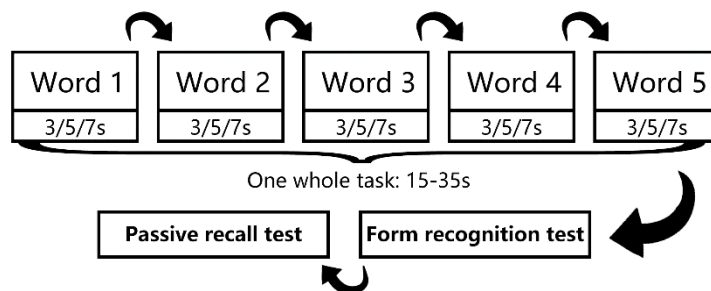 Word 1 Word 2 Word 3 Word 4 Word 5
3/5/7s 3/5/7s 3/5/7s 3/5/7s 3/5/7s
One whole task: 15-35s
Passive recall test Form recognition test